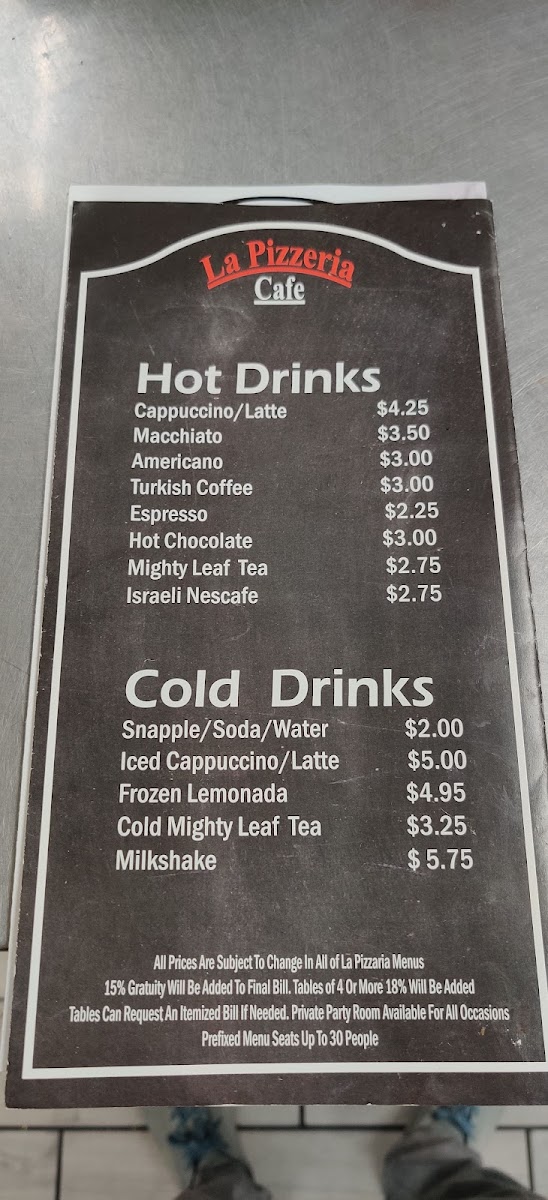 La Pizzeria
Cafe
Hot Drinks
Cappuccino/Latte $4.25
Macchiato $3.50
Americano $3.00
Turkish Coffee $3.00
Espresso $2.25
Hot Chocolate $3.00
Mighty Leaf Tea $2.75
Israeli Nescafe $2.75
Cold Drinks
Snapple/Soda/Water $2.00
Iced Cappuccino/Latte $5.00
Frozen Lemonada $4.95
Cold Mighty Leaf Tea $3.25
Milkshake $ 5.75
All Prices Are Subject To Change In All of La Pizzaria Menus
15% Gratuity Will Be Added To Final Bill. Tables of 4 Or More 18% Will Be Added
Tables Can Request An Itemized Bill If Needed. Private Party Room Available For All Occasions
Prefixed Menu Seats Up To 30 People